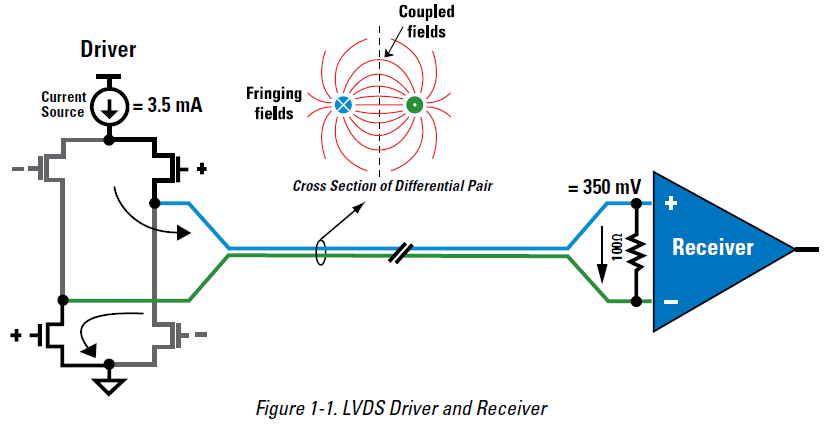 Coupled
fields
Driver
Current
Source
= 3.5 mA
Fringing
fields
− +
Cross Section of Differential Pair
= 350 mV
+
100Ω
Receiver
−
+ −
Figure 1-1. LVDS Driver and Receiver